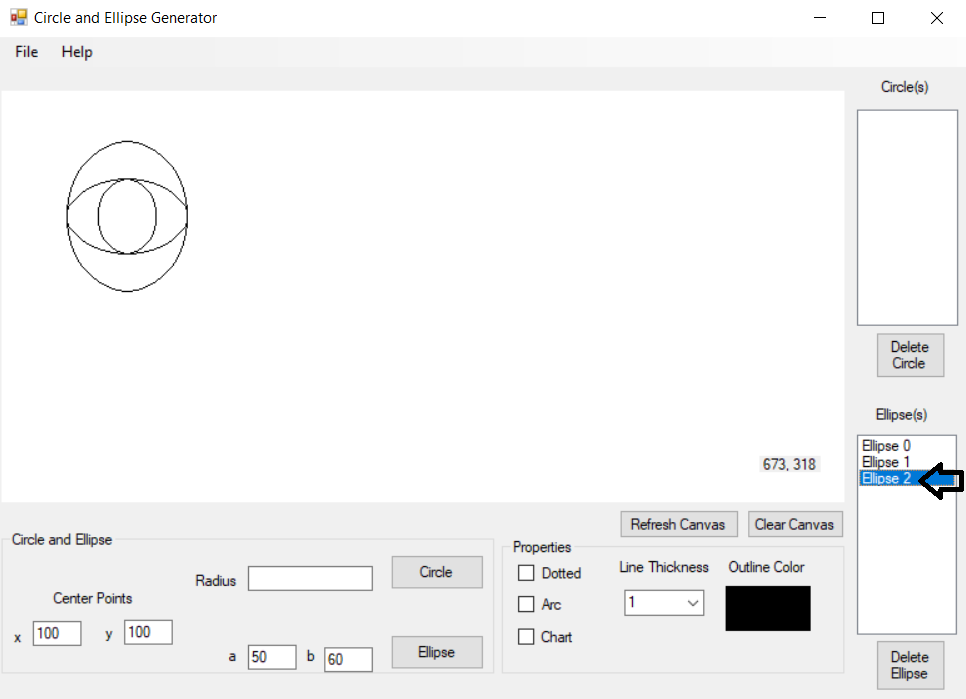 Circle and Ellipse Generator
File Help
Circle(s)
Delete
Circle
Ellipse(s)
Ellipse 0
Ellipse 1
Ellipse 2
673, 318
Refresh Canvas Clear Canvas
Circle and Ellipse
Radius Circle
Center Points
x 100 y 100
a 50 b 60 Ellipse
Properties
Dotted Line Thickness Outline Color
Arc 1
Chart
Delete
Ellipse